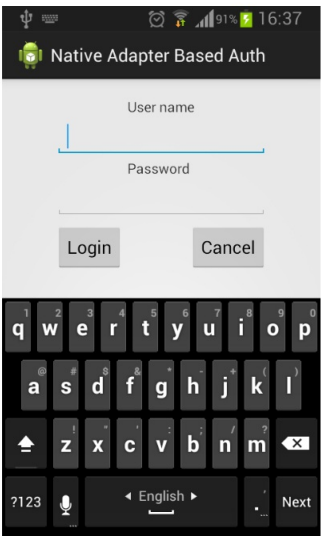 91% 16:37
Native Adapter Based Auth
User name
Password
Login Cancel
1 2 3 4 5 6 7 8 9 0
q w e r t y u i o p
@ # $ & * - + ( )
a s d f g h j k l
! " ' : ; / ?
z x c v b n m
?123 English . Next